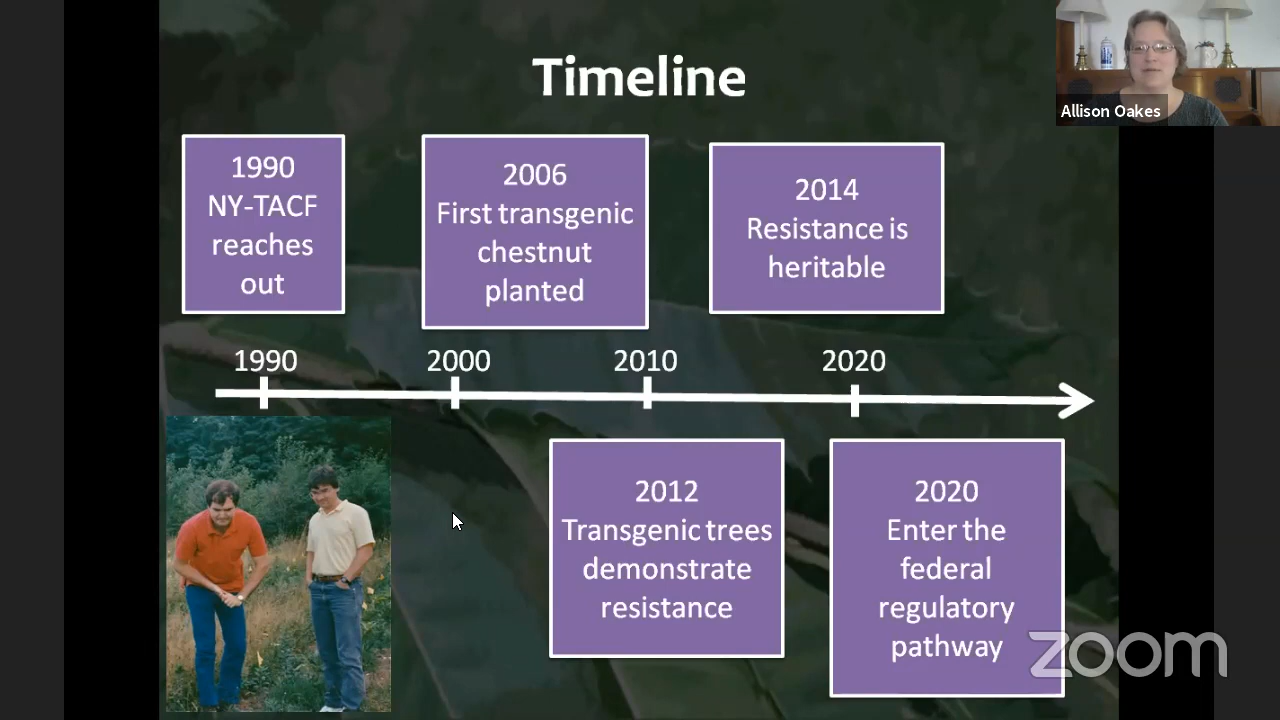 Timeline
Allison Oakes
1990
NY-TACF
reaches
out
2006
First transgenic
chestnut
planted
2014
Resistance is
heritable
1990
2000
2010
2020
2012
Transgenic trees
demonstrate
resistance
2020
Enter the
federal
regulatory
pathway
zoom